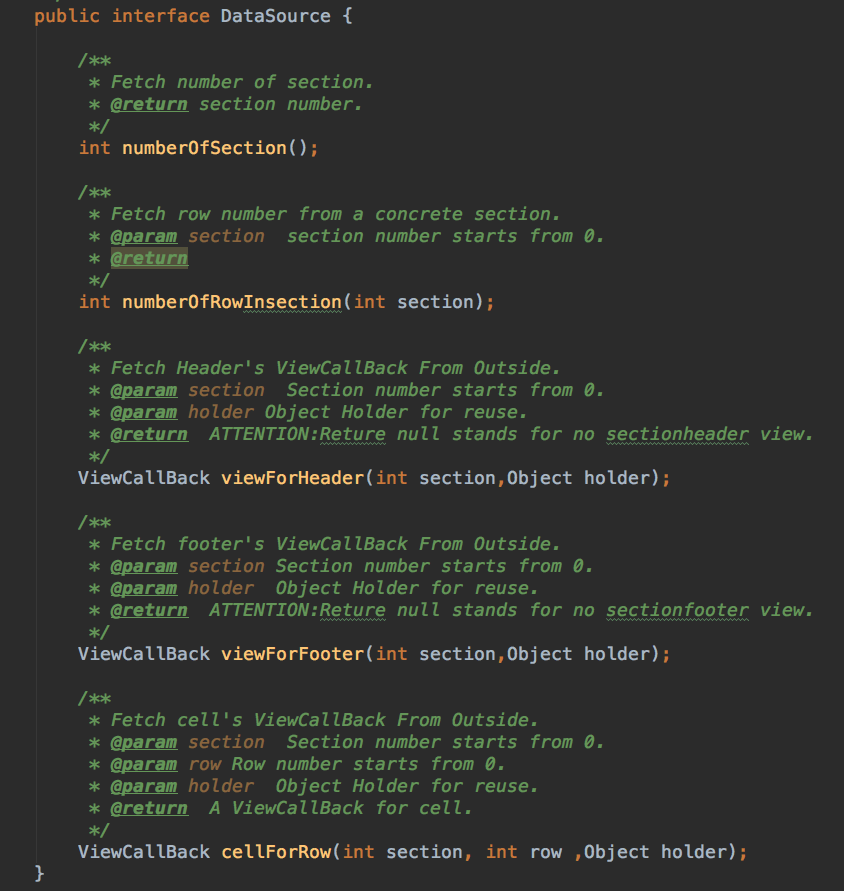 public interface DataSource {
/**
* Fetch number of section.
* @return section number.
*/
int numberOfSection();
/**
* Fetch row number from a concrete section.
* @param section  section number starts from 0.
* @return
*/
int numberOfRowInsection(int section);
/**
* Fetch Header's ViewCallBack From Outside.
* @param section  Section number starts from 0.
* @param holder Object Holder for reuse.
* @return  ATTENTION:Reture null stands for no sectionheader view.
*/
ViewCallBack viewForHeader(int section,Object holder);
/**
* Fetch footer's ViewCallBack From Outside.
* @param section Section number starts from 0.
* @param holder  Object Holder for reuse.
* @return  ATTENTION:Reture null stands for no sectionfooter view.
*/
ViewCallBack viewForFooter(int section,Object holder);
/**
* Fetch cell's ViewCallBack From Outside.
* @param section  Section number starts from 0.
* @param row Row number starts from 0.
* @param holder  Object Holder for reuse.
* @return  A ViewCallBack for cell.
*/
ViewCallBack cellForRow(int section, int row ,Object holder);
}